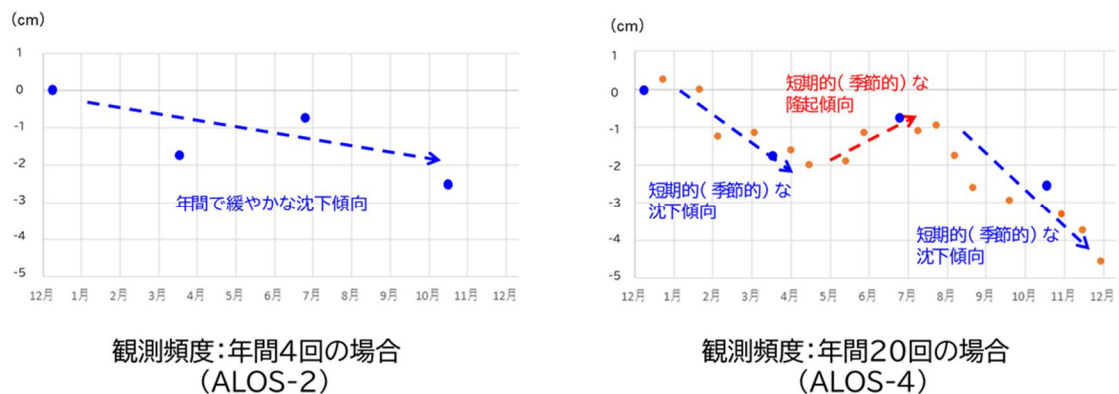 (cm)
1
0
-1
-2
-3
-4
-5
年間で緩やかな沈下傾向
12月 1月 2月 3月 4月 5月 6月 7月 8月 9月 10月 11月 12月
観測頻度：年間4回の場合
（ALOS-2）
(cm)
1
0
-1
-2
-3
-4
-5
短期的(季節的)な
隆起傾向
短期的(季節的)な
沈下傾向
短期的(季節的)な
沈下傾向
12月 1月 2月 3月 4月 5月 6月 7月 8月 9月 10月 11月 12月
観測頻度：年間20回の場合
（ALOS-4）